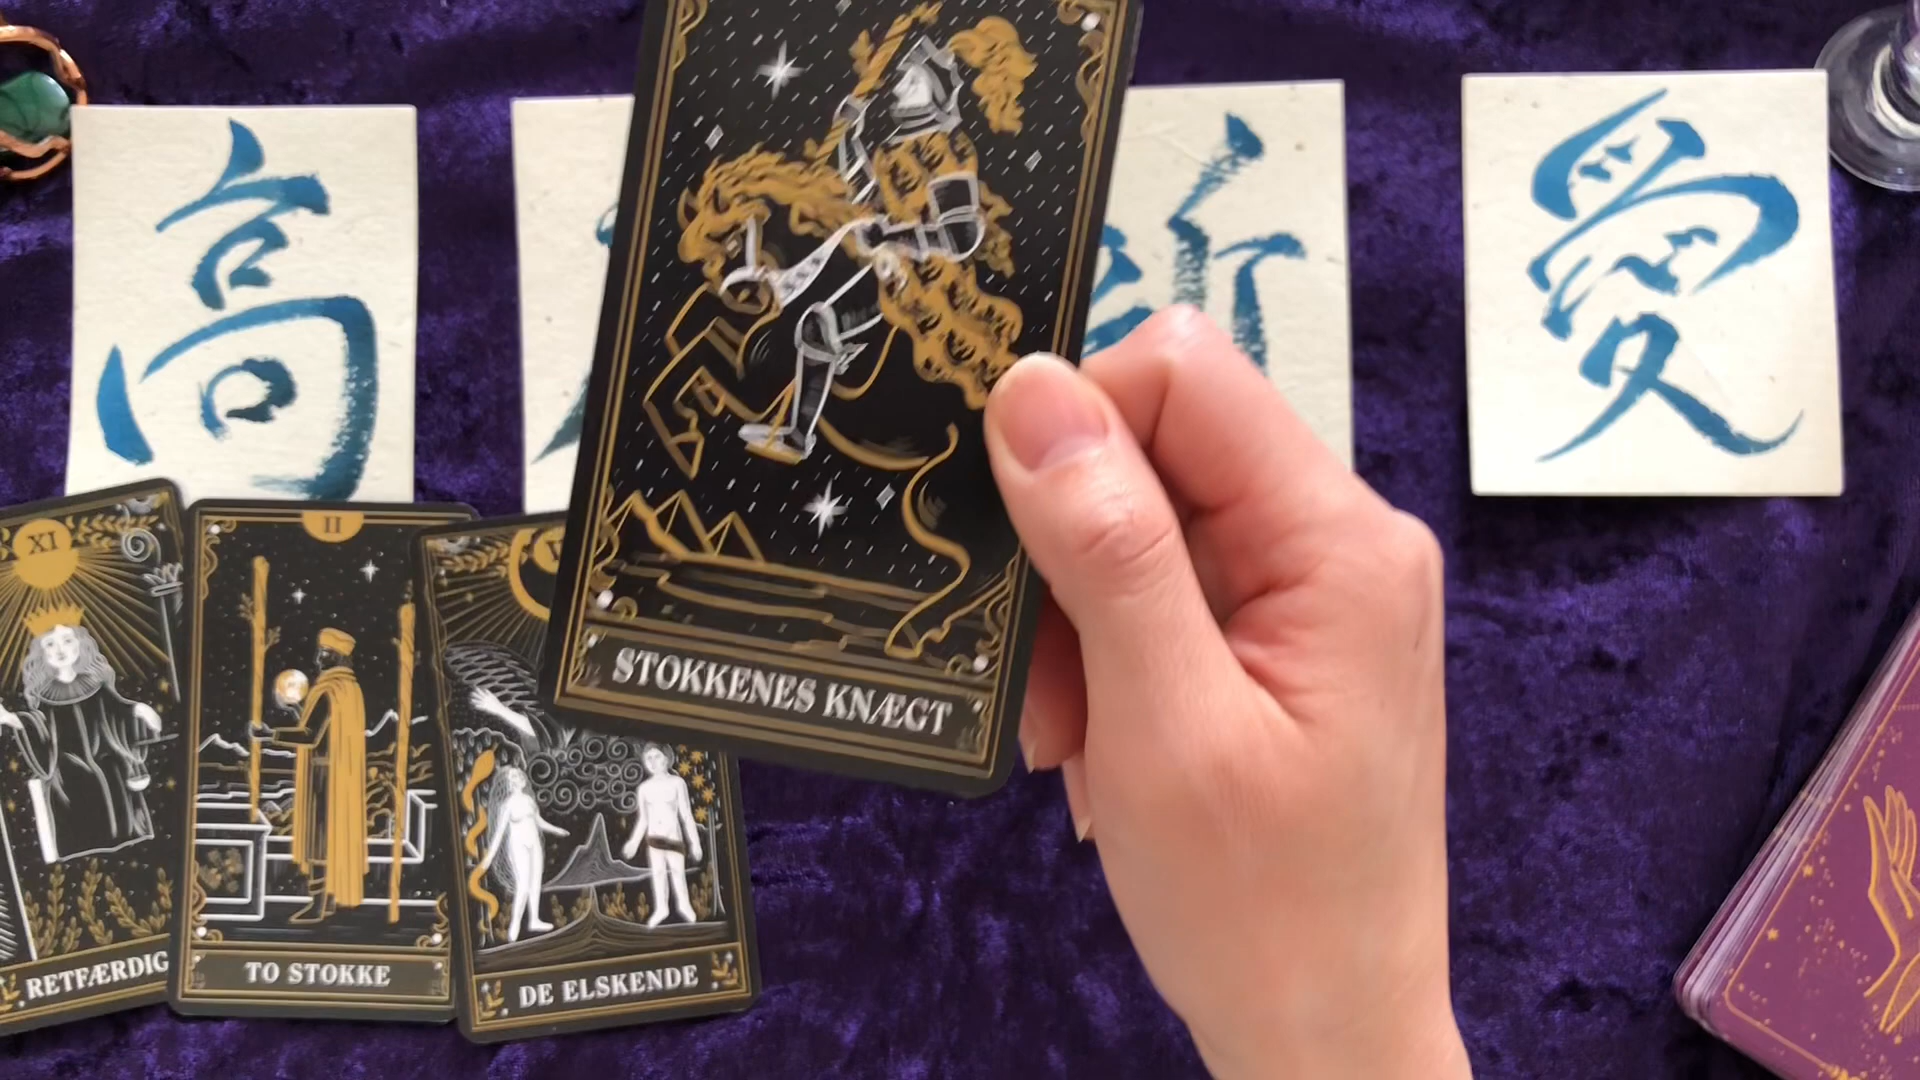 高
新
愛
STOKKENES KNÆGT
XI
RETFÆRDIG
II
TO STOKKE
DE ELSKENDE